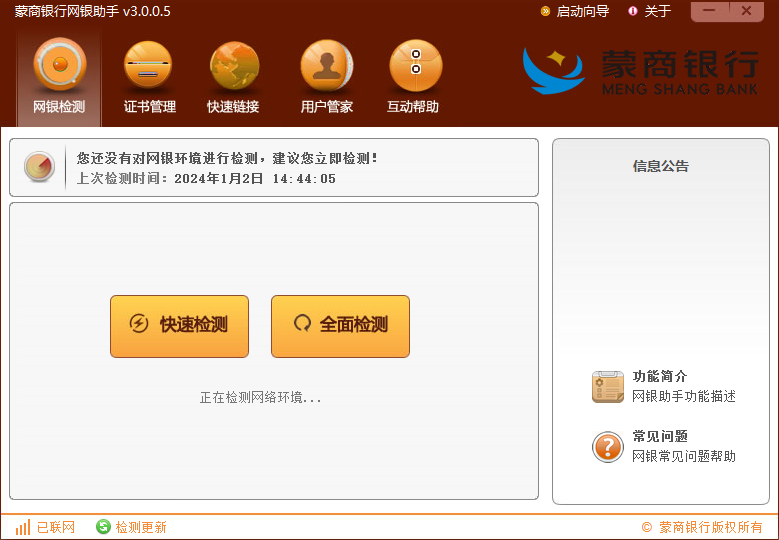 蒙商银行网银助手 v3.0.0.5
启动向导
关于
网银检测
证书管理
快速链接
用户管家
互动帮助
蒙商银行
MENG SHANG BANK
您还没有对网银环境进行检测，建议您立即检测！
上次检测时间：2024年1月2日 14:44:05
快速检测
全面检测
正在检测网络环境...
信息公告
功能简介
网银助手功能描述
常见问题
网银常见问题帮助
已联网
检测更新
© 蒙商银行版权所有